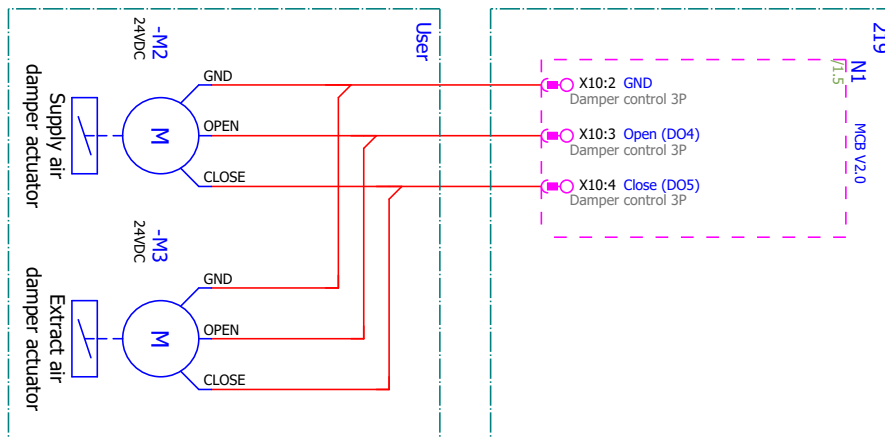 User
219
-M2
24VDC
Supply air
damper actuator
M
GND
OPEN
CLOSE
N1
/1.5
MCB V2.0
X10:2 GND
Damper control 3P
X10:3 Open (DO4)
Damper control 3P
X10:4 Close (DO5)
Damper control 3P
-M3
24VDC
Extract air
damper actuator
M
GND
OPEN
CLOSE